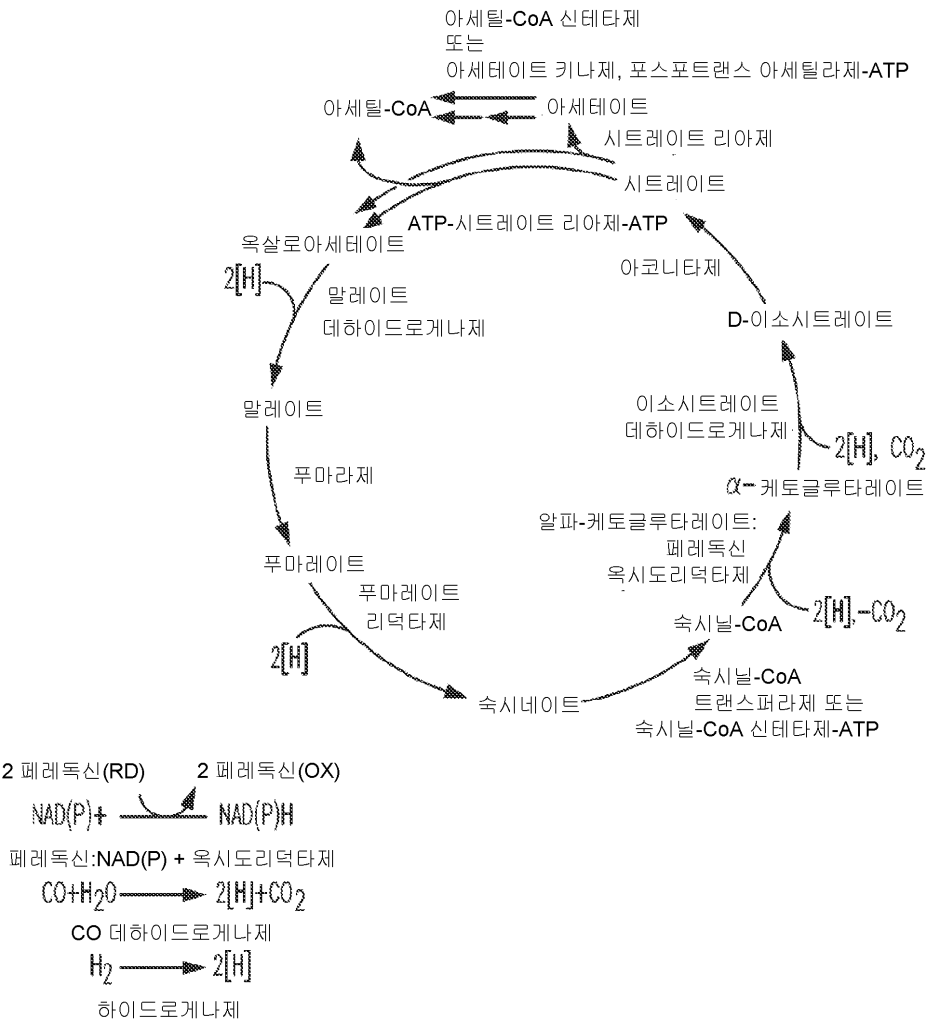 아세틸-CoA 신테타제
또는
아세테이트 키나제, 포스포트랜스 아세틸라제-ATP
아세틸-CoA
아세테이트
시트레이트 리아제
시트레이트
ATP-시트레이트 리아제-ATP
옥살로아세테이트
2[H]
말레이트
데하이드로게나제
아코니타제
D-이소시트레이트
말레이트
이소시트레이트
데하이드로게나제
2[H], CO2
푸마라제
α-케토글루타레이트
알파-케토글루타레이트:
페레독신
옥시도리덕타제
푸마레이트
푸마레이트
리덕타제
2[H],-CO2
숙시닐-CoA
2[H]
숙시네이트
숙시닐-CoA
트랜스퍼라제 또는
숙시닐-CoA 신테타제-ATP
2 페레독신(RD) 2 페레독신(OX)
NAD(P)+ NAD(P)H
페레독신:NAD(P) + 옥시도리덕타제
CO+H2O 2[H]+CO2
CO 데하이드로게나제
H2 2[H]
하이드로게나제